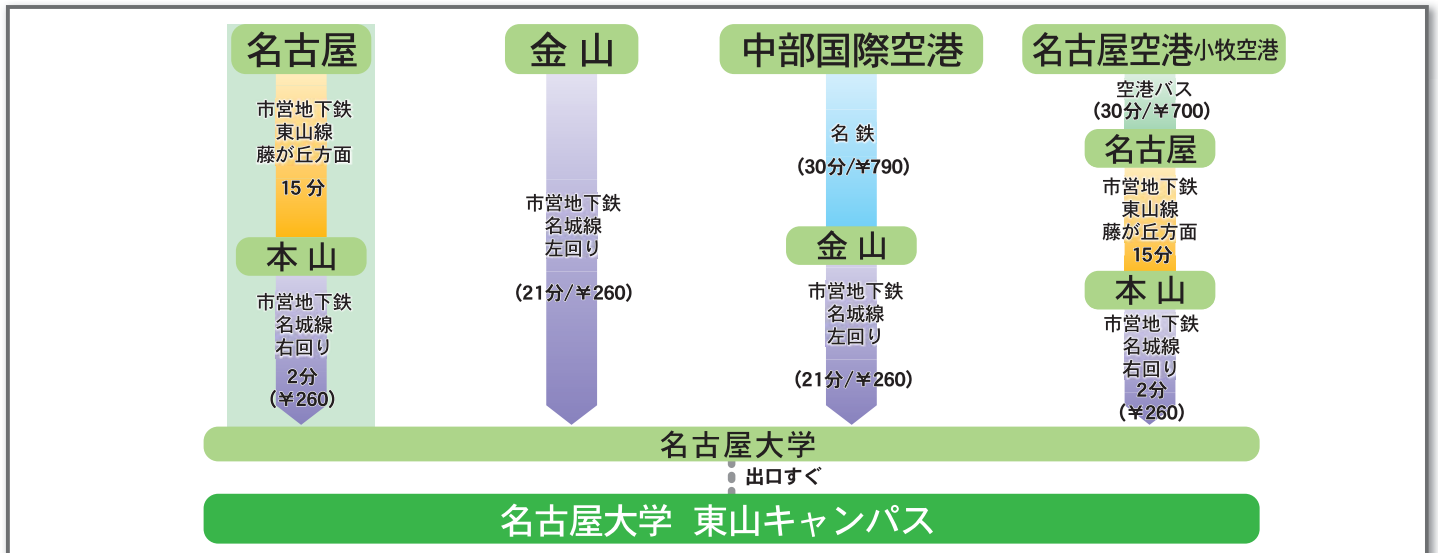 名古屋
市営地下鉄
東山線
藤が丘方面
15 分
本 山
市営地下鉄
名城線
右回り
2分
(¥260)
金 山
市営地下鉄
名城線
左回り
(21分/¥260)
中部国際空港
名 鉄
(30分/¥790)
金 山
市営地下鉄
名城線
左回り
(21分/¥260)
名古屋空港小牧空港
空港バス
(30分/¥700)
名古屋
市営地下鉄
東山線
藤が丘方面
15分
本 山
市営地下鉄
名城線
右回り
2分
(¥260)
名古屋大学
出口すぐ
名古屋大学 東山キャンパス